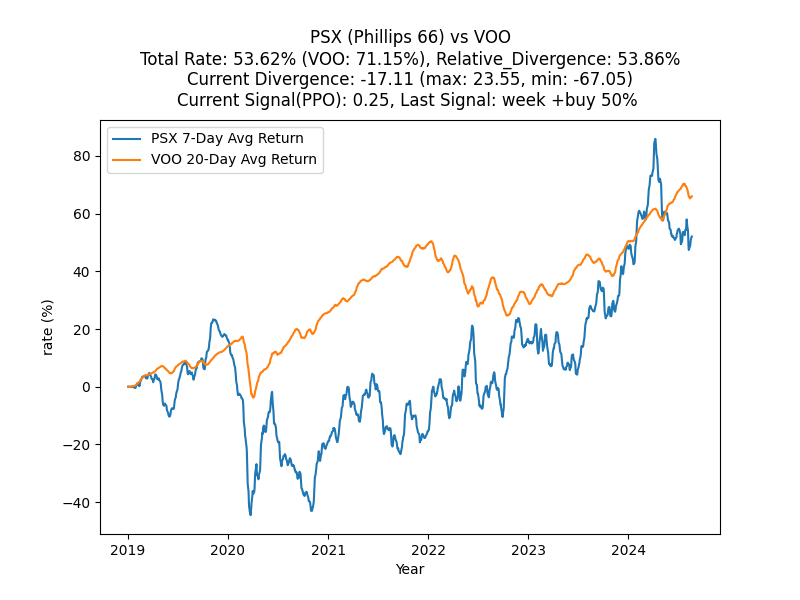 PSX (Phillips 66) vs VOO
Total Rate: 53.62% (VOO: 71.15%), Relative_Divergence: 53.86%
Current Divergence: -17.11 (max: 23.55, min: -67.05)
Current Signal(PPO): 0.25, Last Signal: week +buy 50%
PSX 7-Day Avg Return
VOO 20-Day Avg Return
80
60
40
20
0
−20
−40
rate (%)
2019
2020
2021
2022
2023
2024
Year